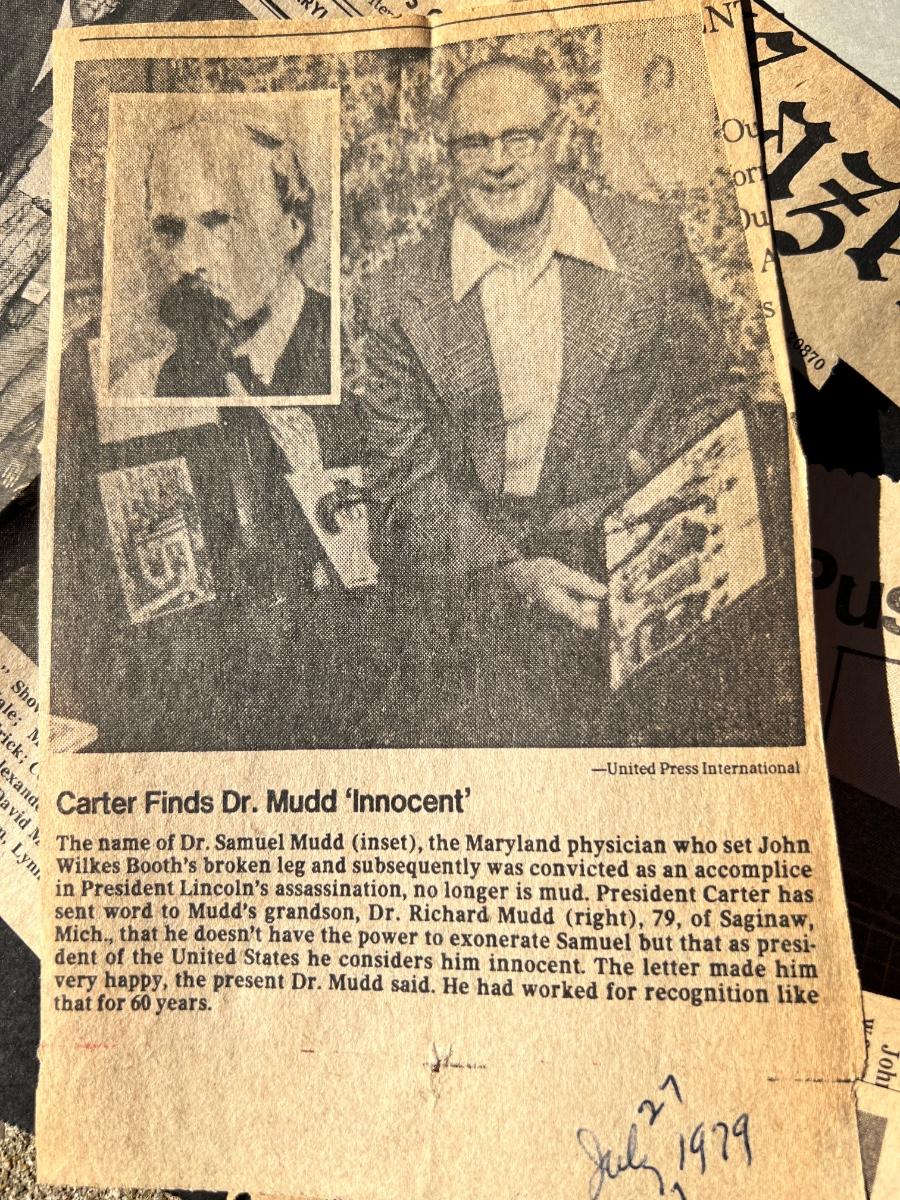 —United Press International
Carter Finds Dr. Mudd ‘Innocent’
The name of Dr. Samuel Mudd (inset), the Maryland physician who set John
Wilkes Booth’s broken leg and subsequently was convicted as an accomplice
in President Lincoln’s assassination, no longer is mud. President Carter has
sent word to Mudd’s grandson, Dr. Richard Mudd (right), 79, of Saginaw,
Mich., that he doesn’t have the power to exonerate Samuel but that as presi-
dent of the United States he considers him innocent. The letter made him
very happy, the present Dr. Mudd said. He had worked for recognition like
that for 60 years.
July 27 1979
20870